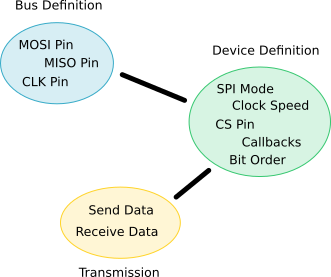 Bus Definition
MOSI Pin
MISO Pin
CLK Pin
Device Definition
SPI Mode
Clock Speed
CS Pin
Callbacks
Bit Order
Send Data
Receive Data
Transmission